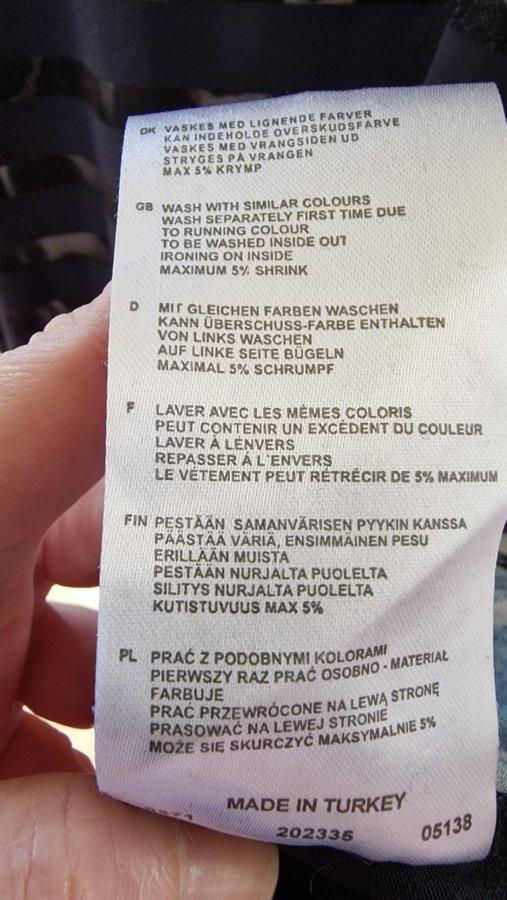 DK VASKES MED LIGNENDE FARVER
KAN INDEHOLDE OVERSKUDSFARVE
VASKES MED VRANGSIDEN UD
STRYGES PÅ VRANGEN
MAX 5% KRYMP
GB WASH WITH SIMILAR COLOURS
WASH SEPARATELY FIRST TIME DUE
TO RUNNING COLOUR
TO BE WASHED INSIDE OUT
IRONING ON INSIDE
MAXIMUM 5% SHRINK
D MIT GLEICHEN FARBEN WASCHEN
KANN ÜBERSCHUSS-FARBE ENTHALTEN
VON LINKS WASCHEN
AUF LINKE SEITE BÜGELN
MAXIMAL 5% SCHRUMPF
F LAVER AVEC LES MÊMES COLORIS
PEUT CONTENIR UN EXCÈDENT DU COULEUR
LAVER À LÉNVERS
REPASSER À L'ENVERS
LE VÉTEMENT PEUT RÉTRÉCIR DE 5% MAXIMUM
FIN PESTÄÄN SAMANVÄRISEN PYYKIN KANSSA
PÄÄSTÄÄ VÄRIÄ, ENSIMMÄINEN PESU
ERILLÄÄN MUISTA
PESTÄÄN NURJALTA PUOLELTA
SILITYS NURJALTA PUOLELTA
KUTISTUVUUS MAX 5%
PL PRAĆ Z PODOBNYMI KOLORAMI
PIERWSZY RAZ PRAĆ OSOBNO - MATERIAŁ
FARBUJE
PRAĆ PRZEWRÓCONE NA LEWĄ STRONĘ
PRASOWAĆ NA LEWEJ STRONIE
MOŻE SIĘ SKURCZYĆ MAKSYMALNIE 5%
MADE IN TURKEY
202335 05138